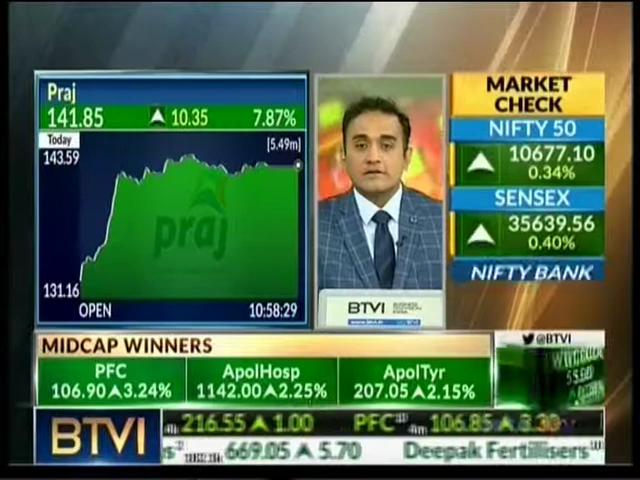 Praj
141.85 10.35 7.87%
Today
[5.49m]
143.59
praj
131.16
OPEN 10:58:29
MARKET CHECK
NIFTY 50
10677.10
0.34%
SENSEX
35639.56
0.40%
NIFTY BANK
BTVI
MIDCAP WINNERS
PFC
106.90 3.24%
ApolHosp
1142.00 2.25%
ApolTyr
207.05 2.15%
@BTVI
BTVI
216.55 1.00 PFC 106.85 3.30
669.05 5.70 Deepak Fertilisers